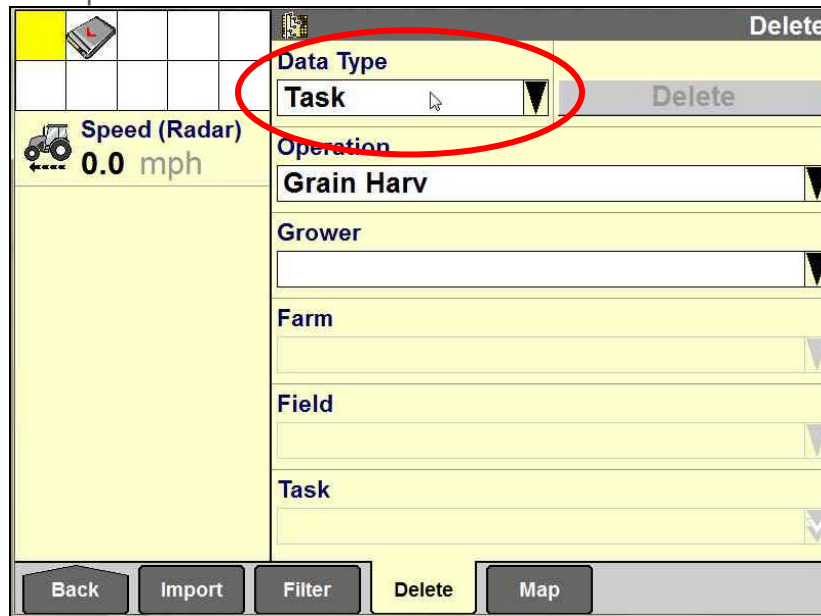 Delete
Data Type
Task
Delete
Speed (Radar)
0.0 mph
Operation
Grain Harv
Grower
Farm
Field
Task
Back
Import
Filter
Delete
Map